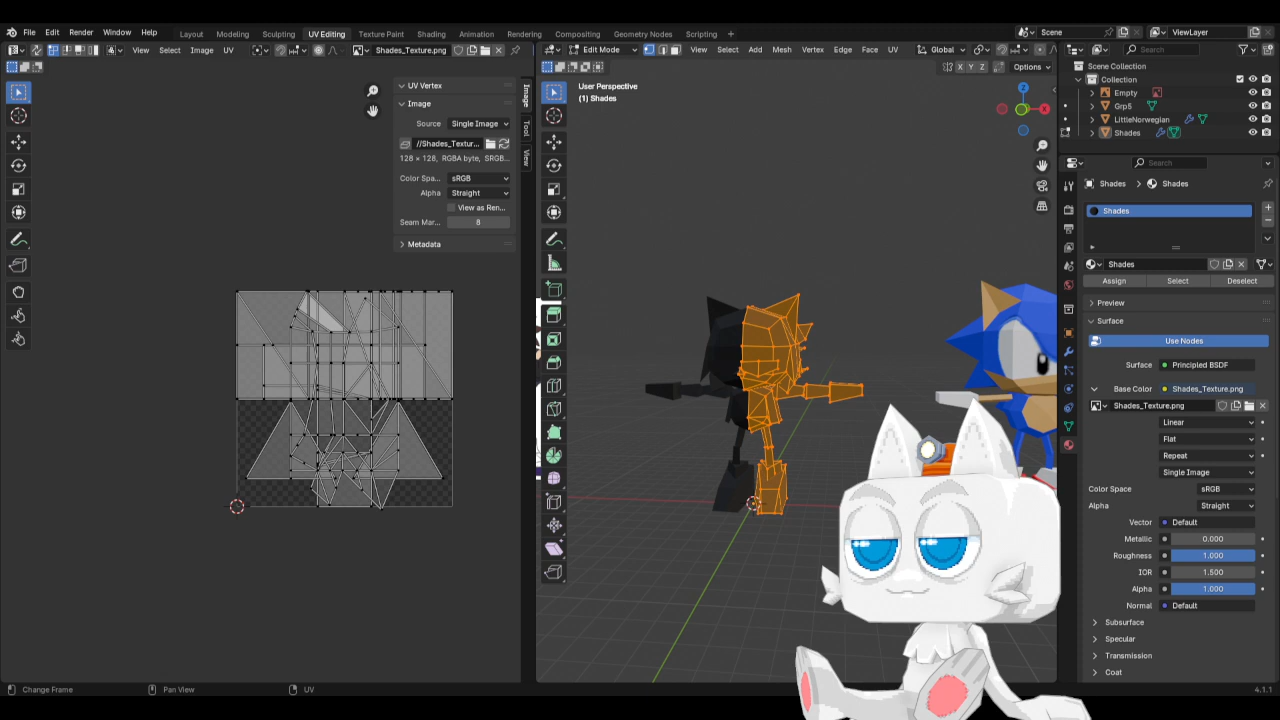 File Edit Render Window Help Layout Modeling Sculpting UV Editing Texture Paint Shading Animation Rendering Compositing Geometry Nodes Scripting Scene ViewLayer
View Select Image UV Shades_Texture.png Edit Mode View Select Add Mesh Vertex Edge Face UV Global Search
X Y Z Options
Scene Collection
Collection
Empty
Grp5
LittleNorwegian
Shades
UV Vertex
Image
Source Single Image
//Shades_Textur...
128 × 128, RGBA byte, SRGB...
Color Spa... sRGB
Alpha Straight
View as Ren...
Seam Mar... 8
Metadata
Image
Tool
View
User Perspective
(1) Shades
Z
X
Search
Shades Shades
Shades
Shades
Assign Select Deselect
Preview
Surface
Use Nodes
Surface Principled BSDF
Base Color Shades_Texture.png
Shades_Texture.png
Linear
Flat
Repeat
Single Image
Color Space sRGB
Alpha Straight
Vector Default
Metallic 0.000
Roughness 1.000
IOR 1.500
Alpha 1.000
Normal Default
Subsurface
Specular
Transmission
Coat
Change Frame Pan View UV 4.1.1